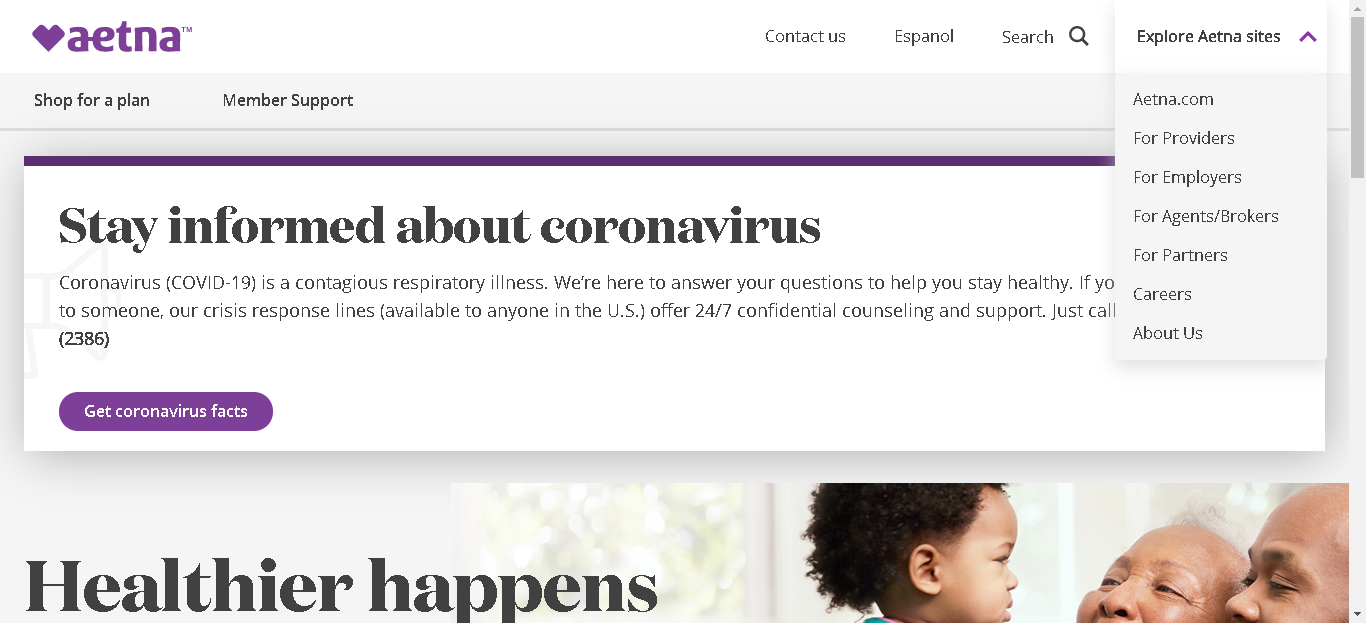 aetna™
Contact us
Espanol
Search
Explore Aetna sites
Shop for a plan
Member Support
Aetna.com
For Providers
For Employers
For Agents/Brokers
For Partners
Careers
About Us
Stay informed about coronavirus
Coronavirus (COVID-19) is a contagious respiratory illness. We’re here to answer your questions to help you stay healthy. If
to someone, our crisis response lines (available to anyone in the U.S.) offer 24/7 confidential counseling and support. Just call
(2386)
Get coronavirus facts
Healthier happens